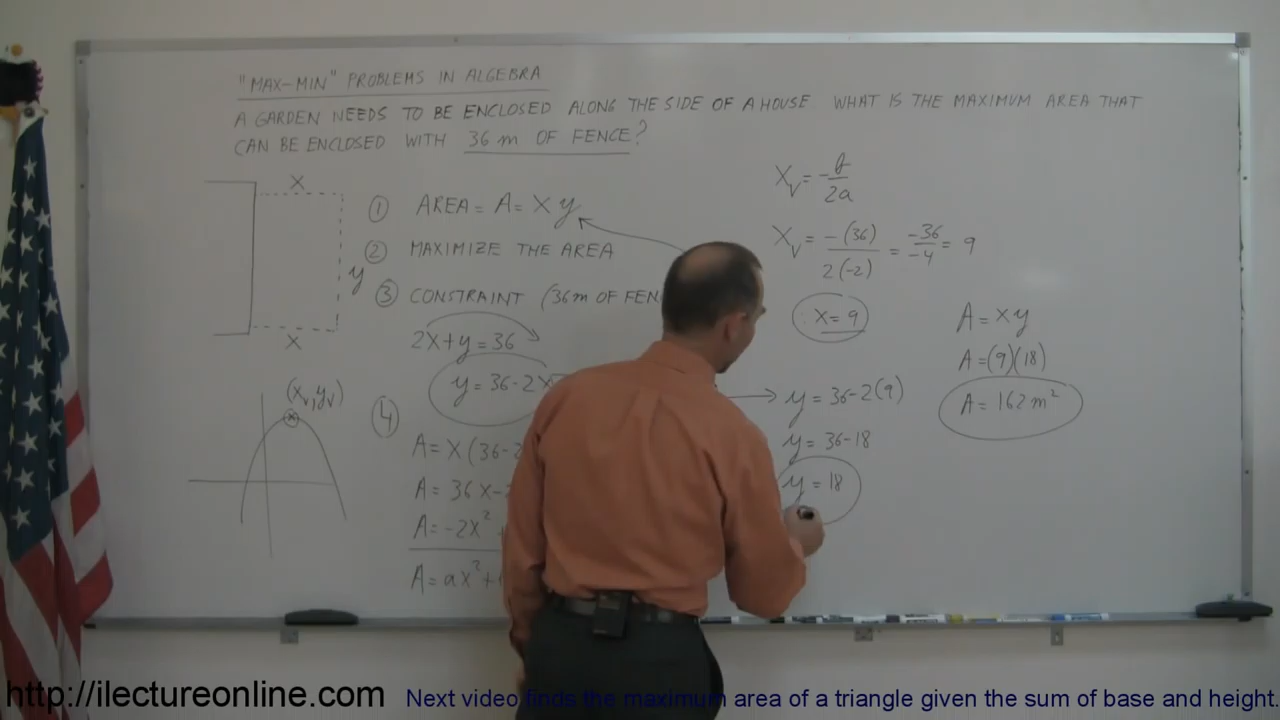 "MAX-MIN" PROBLEMS IN ALGEBRA
A GARDEN NEEDS TO BE ENCLOSED ALONG THE SIDE OF A HOUSE WHAT IS THE MAXIMUM AREA THAT
CAN BE ENCLOSED WITH 36 m OF FENCE?
X
y
X
(Xv, yv)
① AREA = A = X y
② MAXIMIZE THE AREA
③ CONSTRAINT (36m OF FEN
2X + y = 36
y = 36 - 2X
④
A = X (36 - 2
A = 36 X -
A = -2X²
A = aX² +
Xv = -b/2a
Xv = -(36)/2(-2) = -36/-4 = 9
X = 9
y = 36 - 2(9)
y = 36 - 18
y = 18
A = X y
A = (9)(18)
A = 162 m²
http://ilectureonline.com
Next video finds the maximum area of a triangle given the sum of base and height.